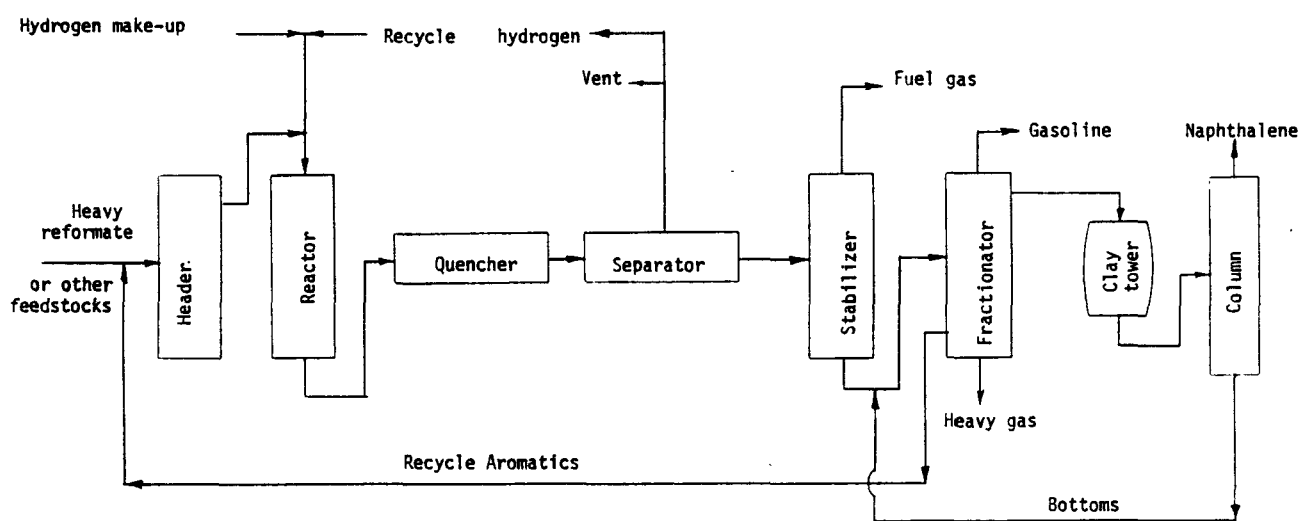 Hydrogen make-up
Recycle
hydrogen
Vent
Fuel gas
Gasoline
Naphthalene
Heavy
reformate
or other
feedstocks
Header.
Reactor
Quencher
Separator
Stabilizer
Fractionator
Clay
tower
Column
Heavy gas
Recycle Aromatics
Bottoms